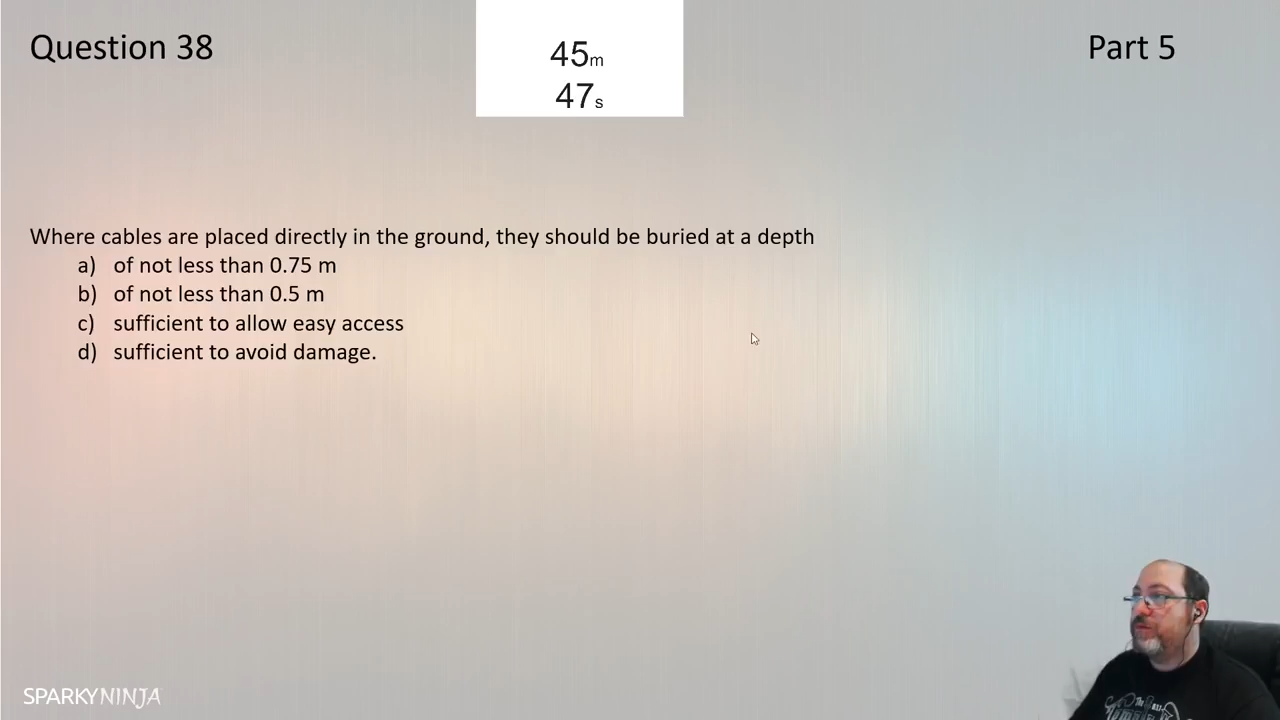 Question 38
45m
47s
Part 5
Where cables are placed directly in the ground, they should be buried at a depth
a) of not less than 0.75 m
b) of not less than 0.5 m
c) sufficient to allow easy access
d) sufficient to avoid damage.
SPARKYNINJA